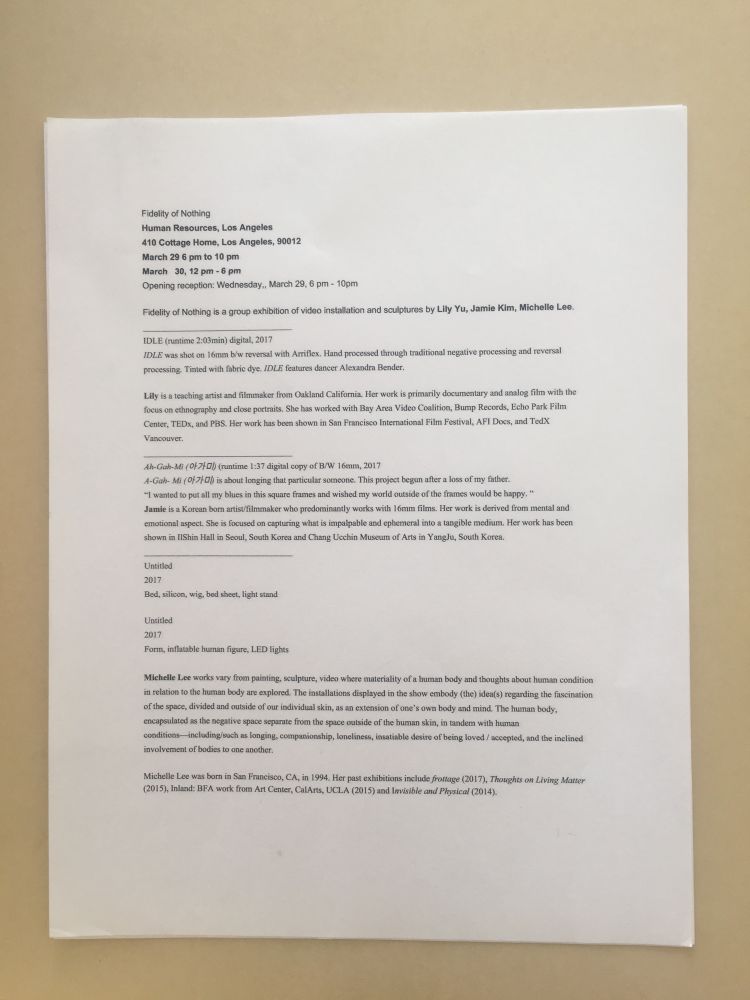 Fidelity of Nothing
Human Resources, Los Angeles
410 Cottage Home, Los Angeles, 90012
March 29 6 pm to 10 pm
March 30, 12 pm - 6 pm
Opening reception: Wednesday,, March 29, 6 pm - 10pm
Fidelity of Nothing is a group exhibition of video installation and sculptures by Lily Yu, Jamie Kim, Michelle Lee.
IDLE (runtime 2:03min) digital, 2017
IDLE was shot on 16mm b/w reversal with Arriflex. Hand processed through traditional negative processing and reversal
processing. Tinted with fabric dye. IDLE features dancer Alexandra Bender.
Lily is a teaching artist and filmmaker from Oakland California. Her work is primarily documentary and analog film with the
focus on ethnography and close portraits. She has worked with Bay Area Video Coalition, Bump Records, Echo Park Film
Center, TEDx, and PBS. Her work has been shown in San Francisco International Film Festival, AFI Docs, and TedX
Vancouver.
Ah-Gah-Mi (아가미) (runtime 1:37 digital copy of B/W 16mm, 2017
A-Gah- Mi (아가미) is about longing that particular someone. This project begun after a loss of my father.
“I wanted to put all my blues in this square frames and wished my world outside of the frames would be happy. “
Jamie is a Korean born artist/filmmaker who predominantly works with 16mm films. Her work is derived from mental and
emotional aspect. She is focused on capturing what is impalpable and ephemeral into a tangible medium. Her work has been
shown in IlShin Hall in Seoul, South Korea and Chang Ucchin Museum of Arts in YangJu, South Korea.
Untitled
2017
Bed, silicon, wig, bed sheet, light stand
Untitled
2017
Form, inflatable human figure, LED lights
Michelle Lee works vary from painting, sculpture, video where materiality of a human body and thoughts about human condition
in relation to the human body are explored. The installations displayed in the show embody (the) idea(s) regarding the fascination
of the space, divided and outside of our individual skin, as an extension of one's own body and mind. The human body,
encapsulated as the negative space separate from the space outside of the human skin, in tandem with human
conditions—including/such as longing, companionship, loneliness, insatiable desire of being loved / accepted, and the inclined
involvement of bodies to one another.
Michelle Lee was born in San Francisco, CA, in 1994. Her past exhibitions include frottage (2017), Thoughts on Living Matter
(2015), Inland: BFA work from Art Center, CalArts, UCLA (2015) and Invisible and Physical (2014).